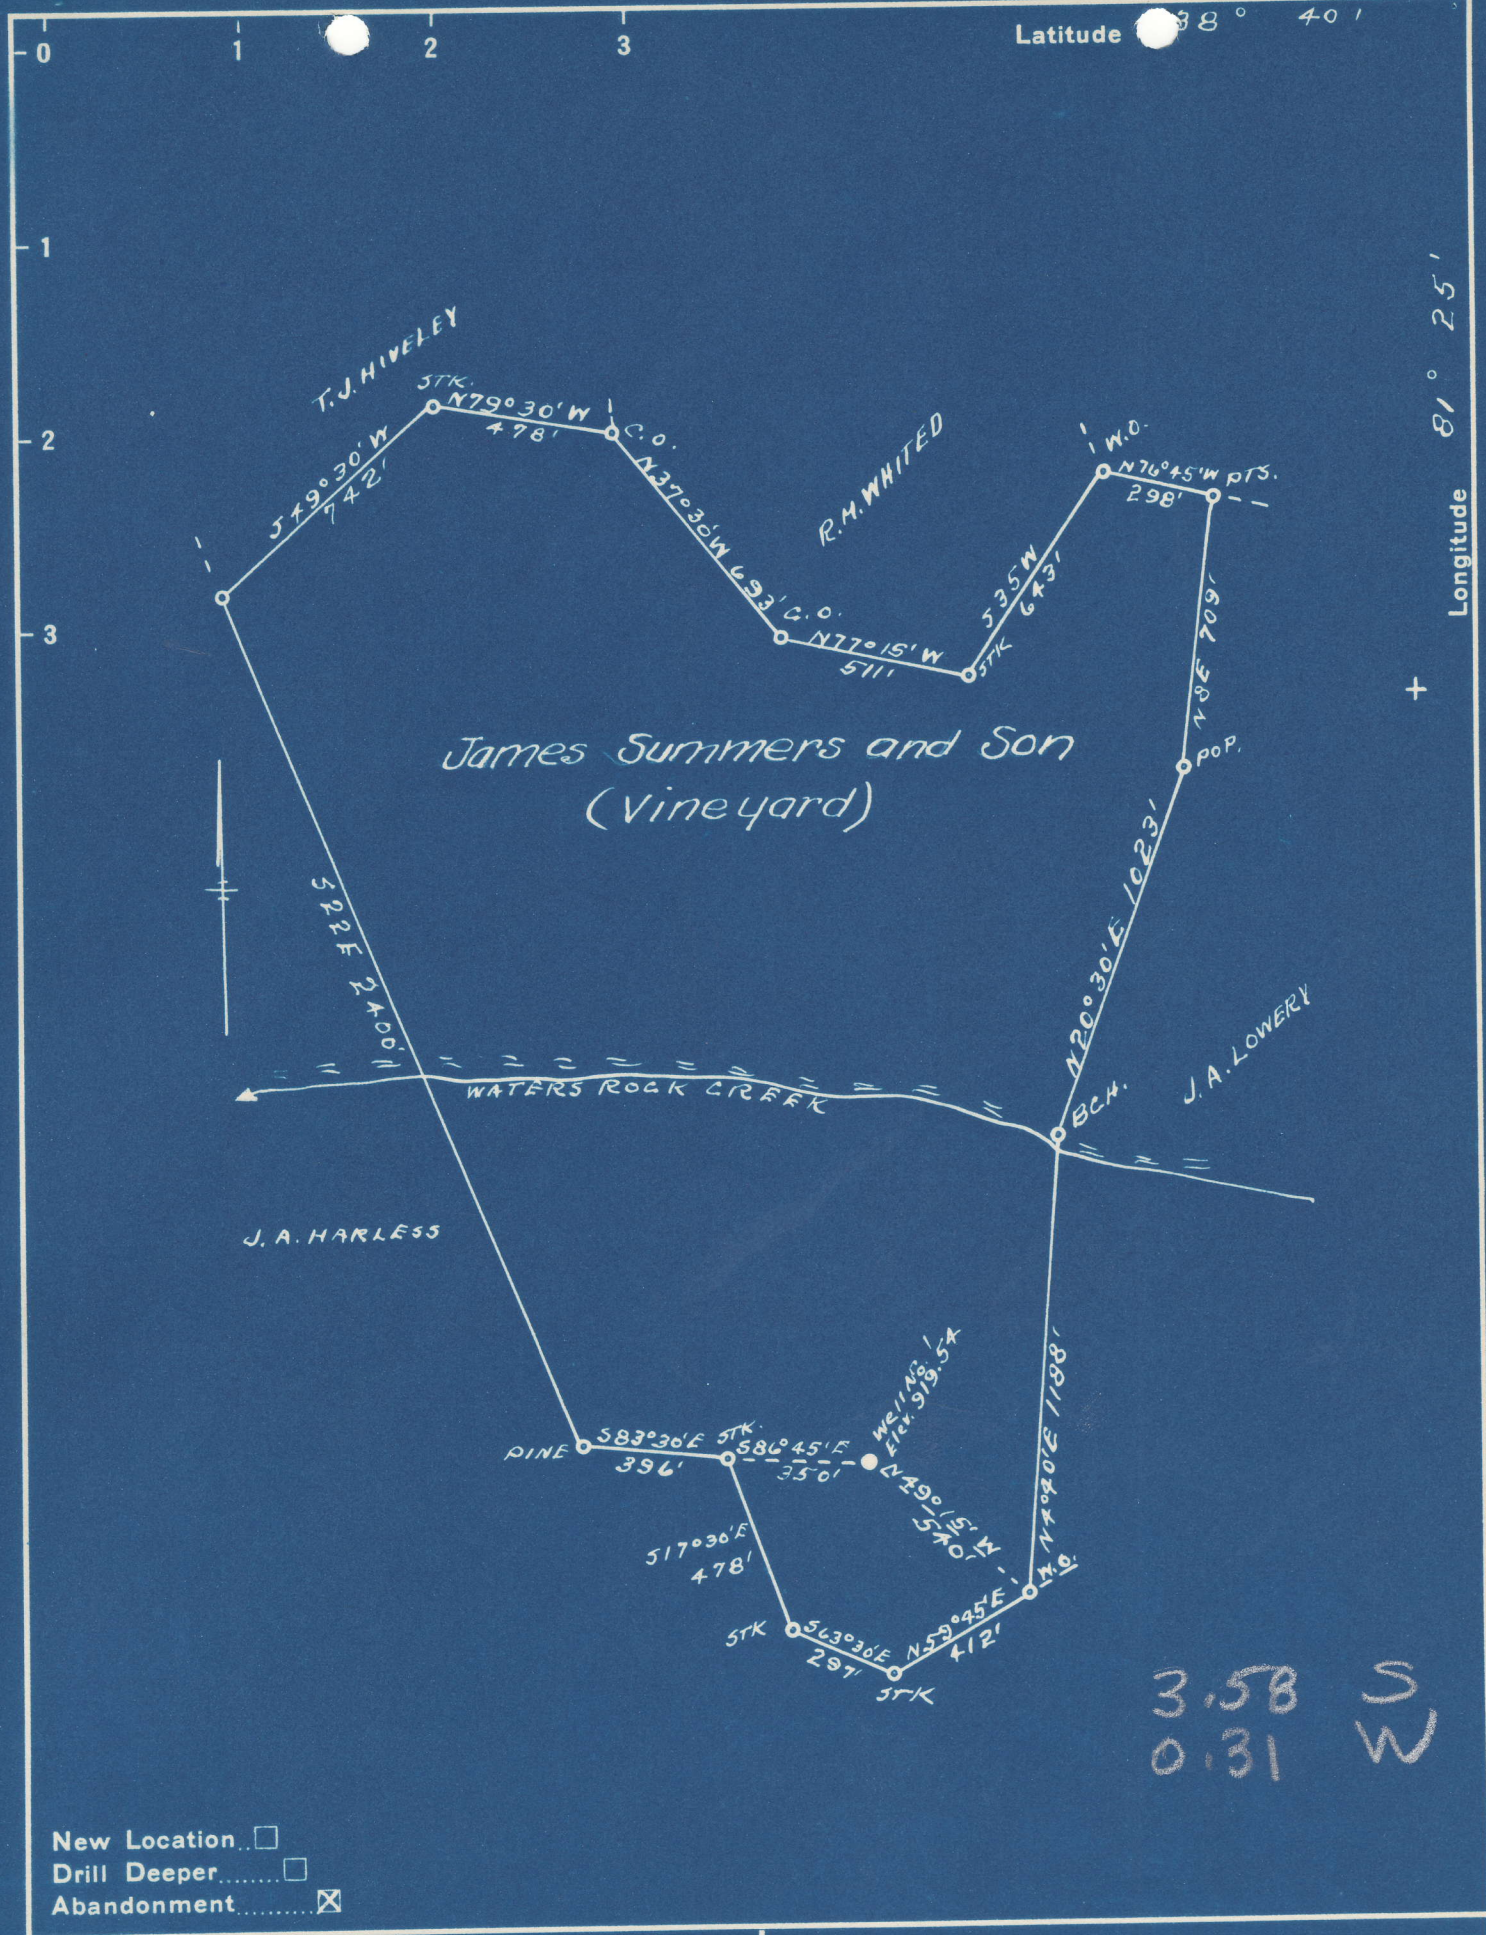 0
1
2
3
Latitude 38° 40'
1
2
3
81° 25'
Longitude
T.J. HIVELEY
STK.
N79°30'W
478'
C.O.
S49°30'W
742'
N37°30'W 693'
G.O.
R.H. WHITED
W.O.
N76°45'W
298'
PTS.
S35W
643'
N77°15'W
511'
STK
N8E 709'
POP.
James Summers and Son
(Vineyard)
N20°30'E 1023'
S22E 2400'
WATERS ROCK CREEK
BCH.
J.A. LOWERY
J.A. HARLESS
Well No. 1
Elev. 919.54
N4°40'E 1188'
PINE
S83°30'E
396'
STK.
S86°45'E
350'
N49°15'W
540'
W.O.
S17°30'E
478'
STK
S63°30'E
297'
N59°45'E
412'
STK
3.58 S
0.31 W
New Location..
Drill Deeper........
Abandonment..........☒